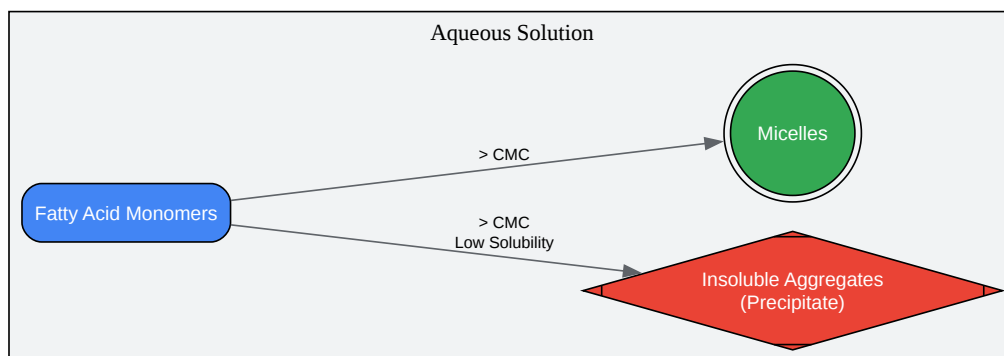 Aqueous Solution
Micelles
> CMC
Fatty Acid Monomers
> CMC
Low Solubility
Insoluble Aggregates
(Precipitate)